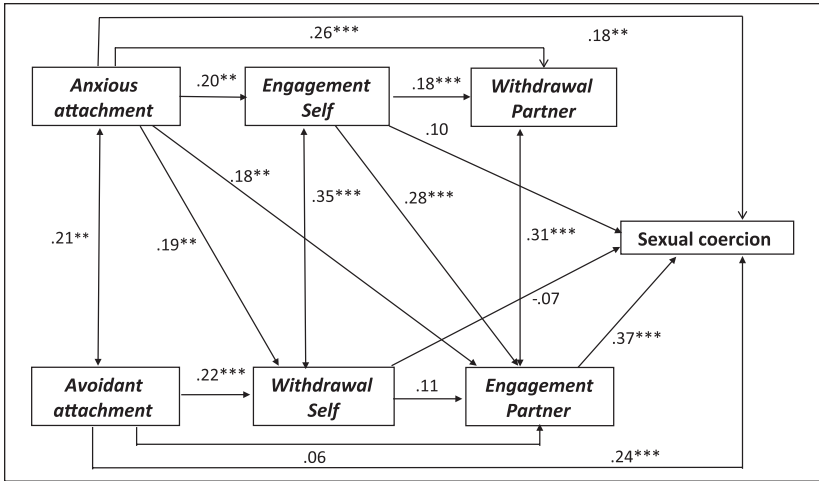 .26***
.18**
Anxious
attachment
.20**
Engagement
Self
.18***
Withdrawal
Partner
.10
.18**
.35***
.28***
.21**
.19**
.31***
Sexual coercion
-.07
.37***
Avoidant
attachment
.22***
Withdrawal
Self
.11
Engagement
Partner
.06
.24***